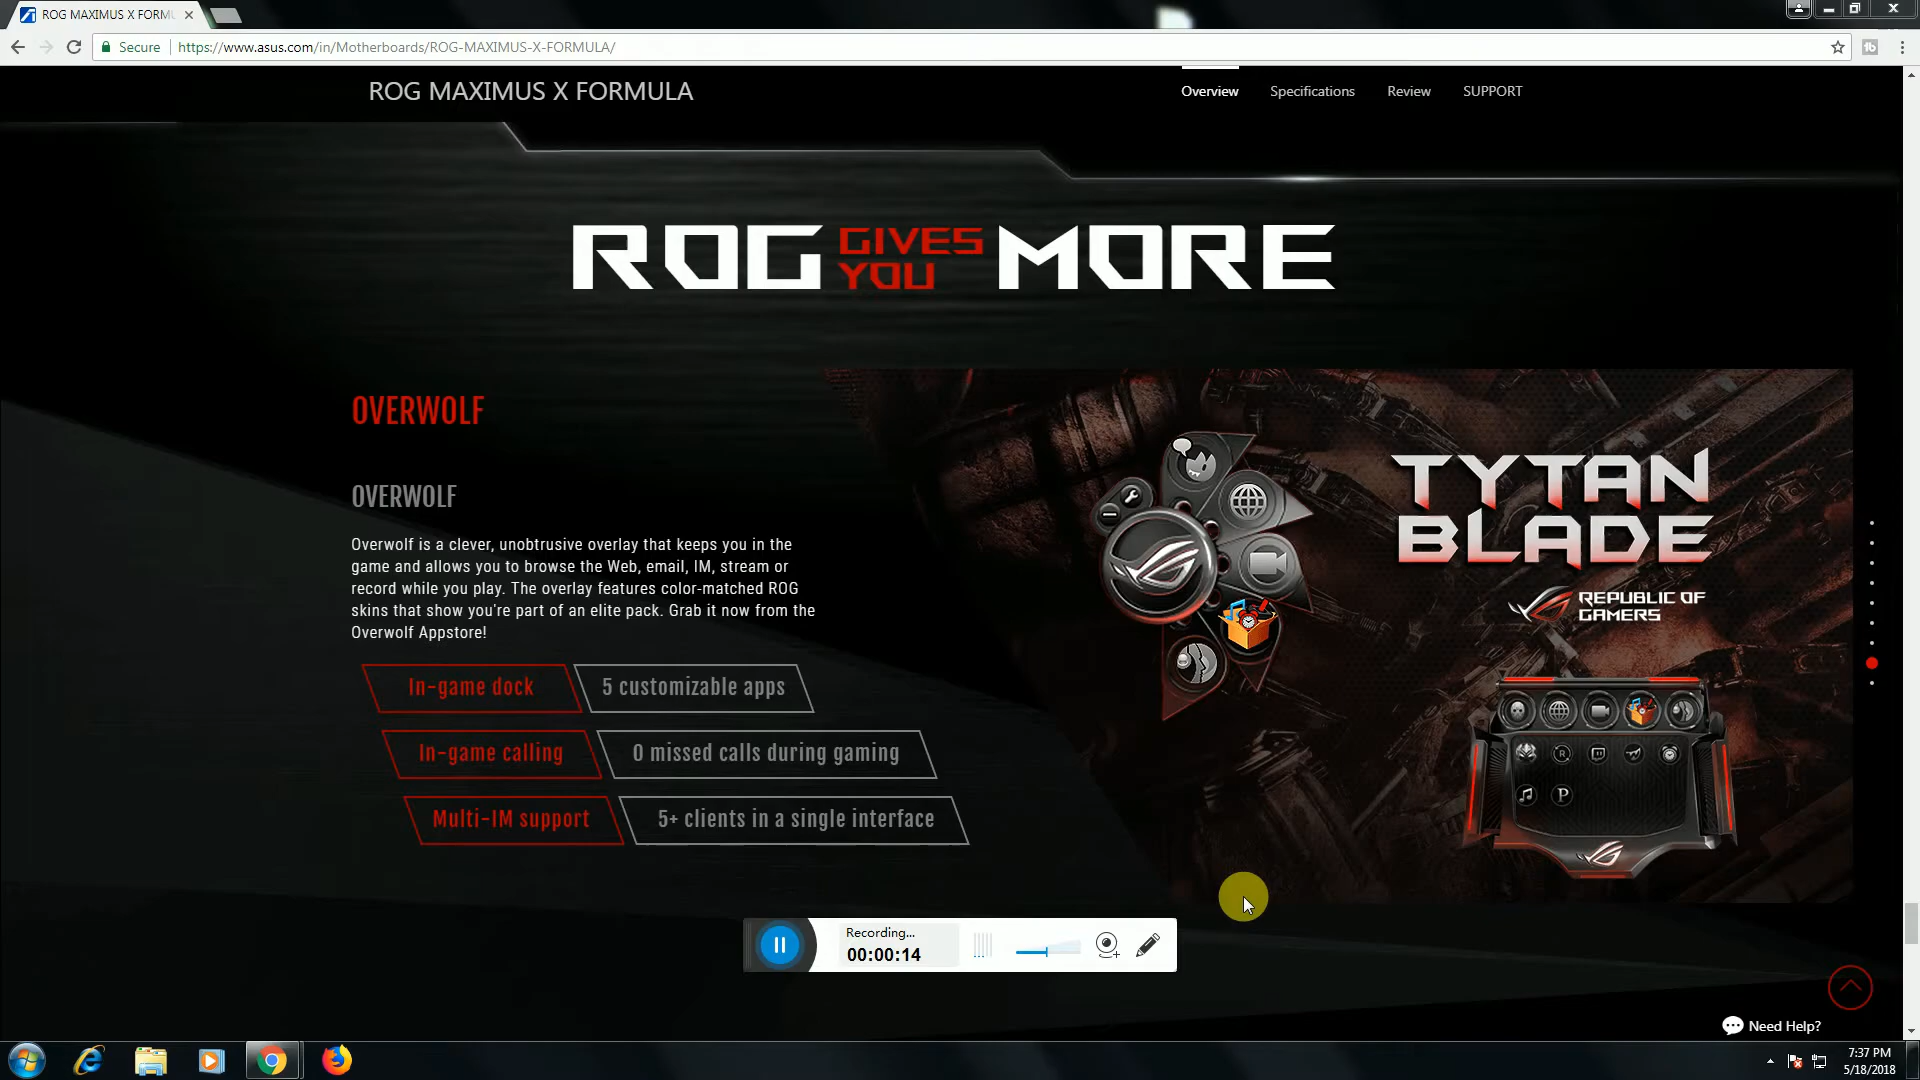 ROG MAXIMUS X FORM
Secure
https://www.asus.com/in/Motherboards/ROG-MAXIMUS-X-FORMULA/
ROG MAXIMUS X FORMULA
Overview
Specifications
Review
SUPPORT
ROG GIVES YOU MORE
OVERWOLF
OVERWOLF
Overwolf is a clever, unobtrusive overlay that keeps you in the
game and allows you to browse the Web, email, IM, stream or
record while you play. The overlay features color-matched ROG
skins that show you're part of an elite pack. Grab it now from the
Overwolf Appstore!
In-game dock
5 customizable apps
In-game calling
0 missed calls during gaming
Multi-IM support
5+ clients in a single interface
TYTAN
BLADE
REPUBLIC OF
GAMERS
Recording...
00:00:14
Need Help?
7:37 PM
5/18/2018